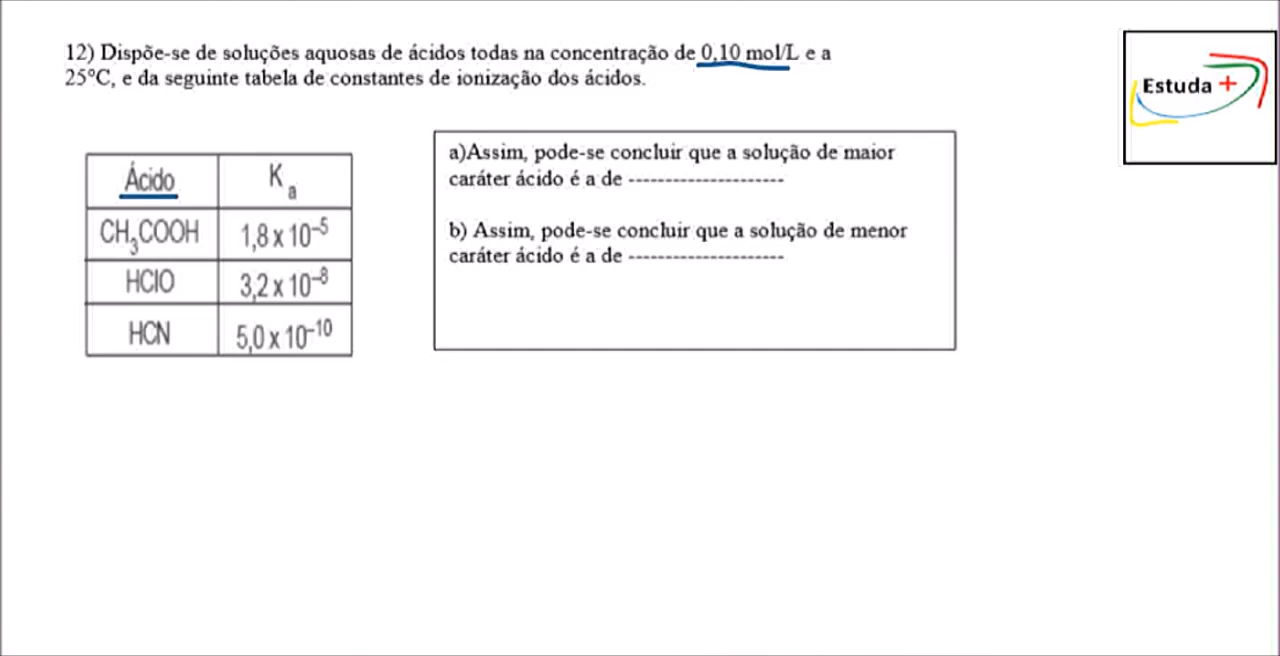 12) Dispõe-se de soluções aquosas de ácidos todas na concentração de 0,10 mol/L e a
25°C, e da seguinte tabela de constantes de ionização dos ácidos.
Estuda +
Ácido Ka
CH₃COOH 1,8 x 10⁻⁵
HClO 3,2 x 10⁻⁸
HCN 5,0 x 10⁻¹⁰
a)Assim, pode-se concluir que a solução de maior
caráter ácido é a de ---------------------
b) Assim, pode-se concluir que a solução de menor
caráter ácido é a de ---------------------